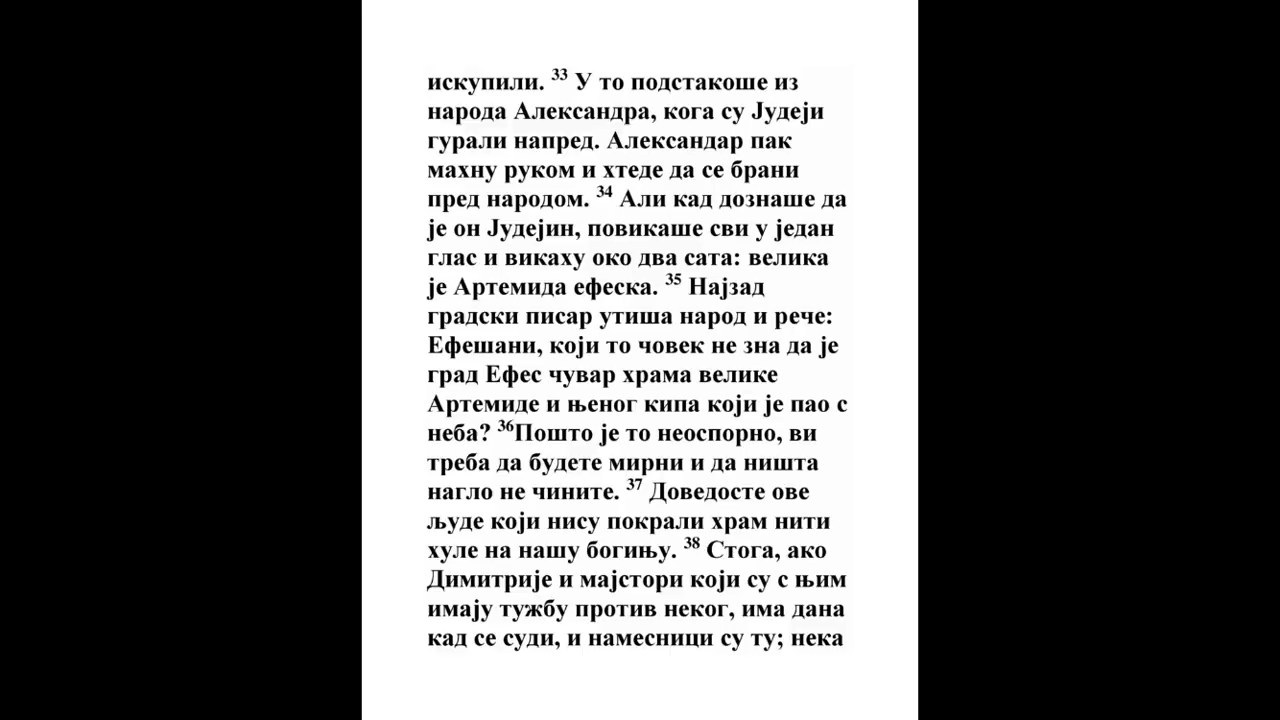 искупили. ³³ У то подстакоше из
народа Александра, кога су Јудеји
гурали напред. Александар пак
махну руком и хтеде да се брани
пред народом. ³⁴ Али кад дознаше да
је он Јудејин, повикаше сви у један
глас и викаху око два сата: велика
је Артемида ефеска. ³⁵ Најзад
градски писар утиша народ и рече:
Ефешани, који то човек не зна да је
град Ефес чувар храма велике
Артемиде и њеног кипа који је пао с
неба? ³⁶Пошто је то неоспорно, ви
треба да будете мирни и да ништа
нагло не чините. ³⁷ Доведосте ове
људе који нису покрали храм нити
хуле на нашу богињу. ³⁸ Стога, ако
Димитрије и мајстори који су с њим
имају тужбу против неког, има дана
кад се суди, и намесници су ту; нека